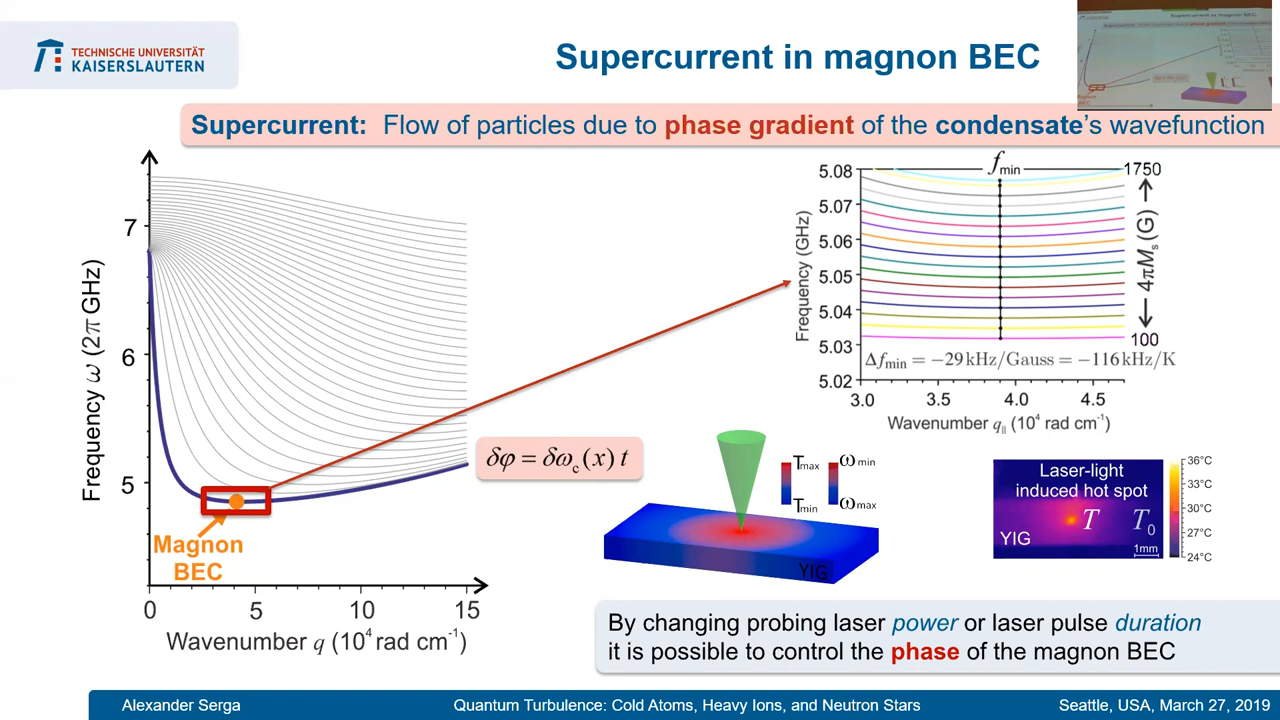 TECHNISCHE UNIVERSITÄT
KAISERSLAUTERN
Supercurrent in magnon BEC
Supercurrent in magnon BEC
Supercurrent: Flow of particles due to phase gradient of the condensate's wavefunction
Frequency ω (2π GHz)
7
6
5
0
5
10
15
Wavenumber q (10⁴ rad cm⁻¹)
Magnon
BEC
δφ = δω_c(x) t
f_min
5.08
5.07
5.06
5.05
5.04
5.03
5.02
Frequency (GHz)
1750
4πM_s (G)
100
Δf_min = −29 kHz/Gauss = −116 kHz/K
3.0
3.5
4.0
4.5
Wavenumber q_|| (10⁴ rad cm⁻¹)
T_max
T_min
ω_min
ω_max
YIG
Laser-light
induced hot spot
T
T₀
YIG
1mm
36°C
33°C
30°C
27°C
24°C
By changing probing laser power or laser pulse duration
it is possible to control the phase of the magnon BEC
Alexander Serga
Quantum Turbulence: Cold Atoms, Heavy Ions, and Neutron Stars
Seattle, USA, March 27, 2019